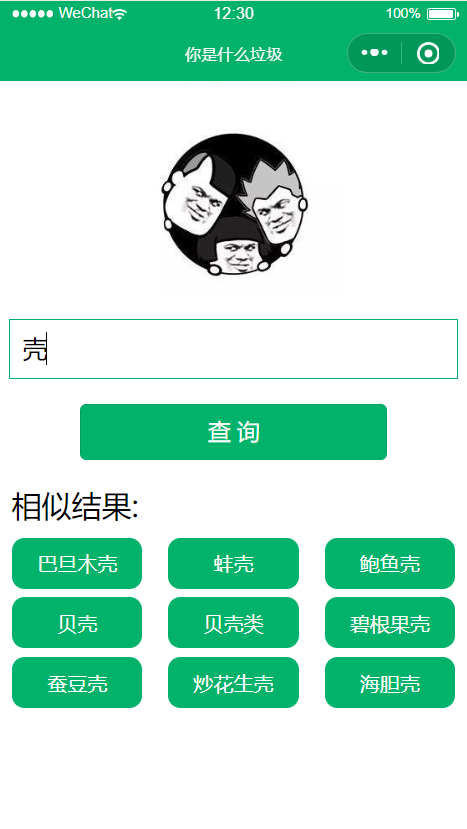 WeChat 12:30 100%
你是什么垃圾
壳
查询
相似结果:
巴旦木壳 蚌壳 鲍鱼壳
贝壳 贝壳类 碧根果壳
蚕豆壳 炒花生壳 海胆壳